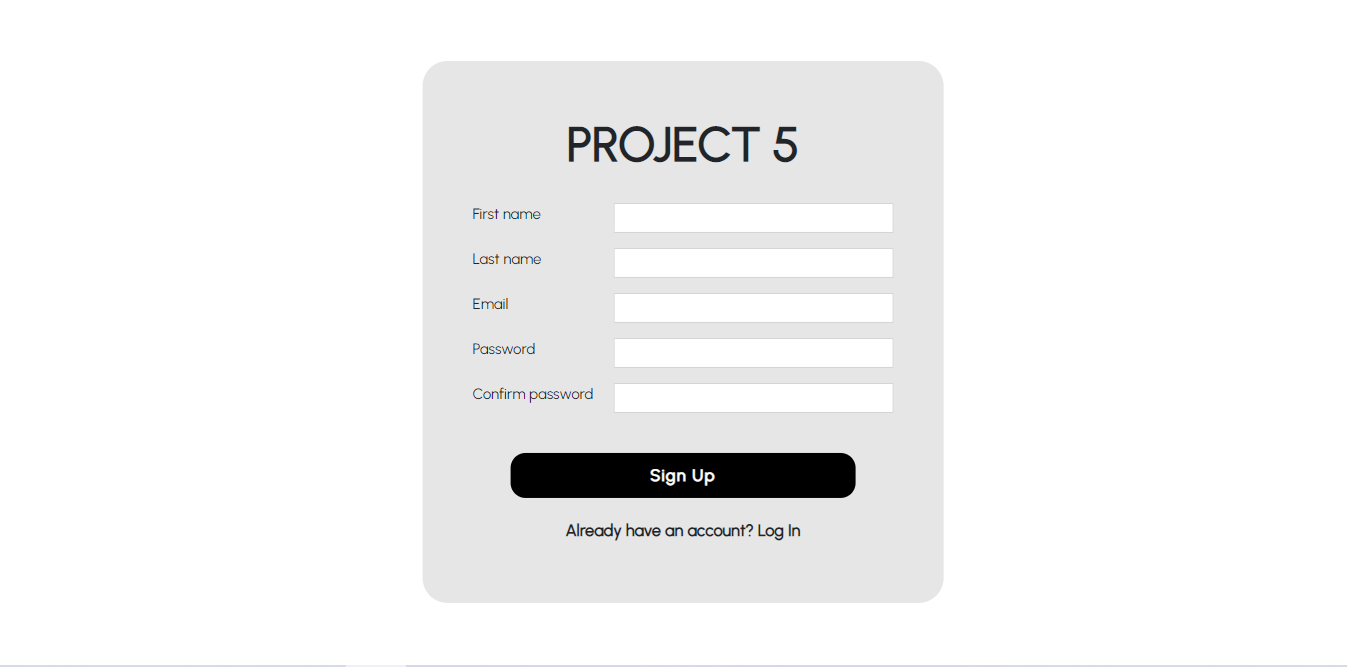 PROJECT 5
First name
Last name
Email
Password
Confirm password
Sign Up
Already have an account? Log In